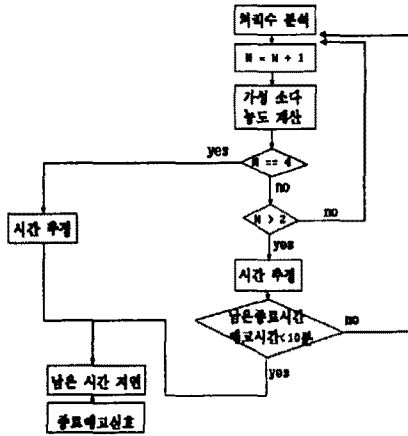 처리수 분석
N = N + 1
가성 소다
농도 계산
N == 4
yes
no
N > 2
no
yes
시간 추정
시간 추정
남은종료시간
예고시간<10분
no
yes
남은 시간 지연
종료예고신호